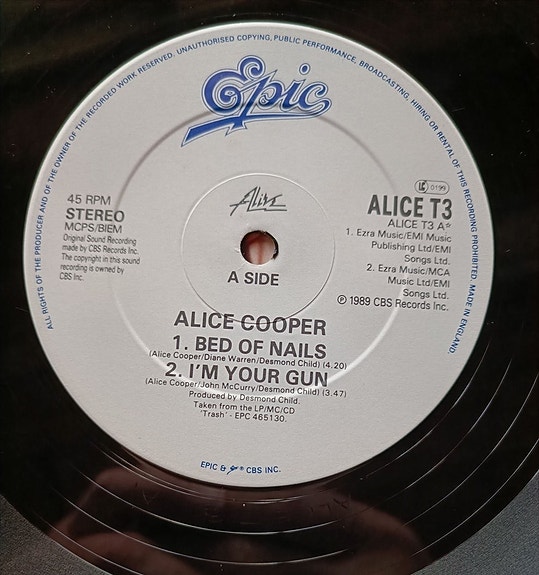 ALL RIGHTS OF THE PRODUCER AND OF THE OWNER OF THE RECORDED WORK RESERVED. UNAUTHORISED COPYING, PUBLIC PERFORMANCE, BROADCASTING, HIRING OR RENTAL OF THIS RECORDING PROHIBITED. MADE IN ENGLAND.
Epic
45 RPM
STEREO
MCPS/BIEM
Original Sound Recording
made by CBS Records Inc.
The copyright in this sound
recording is owned by
CBS Inc.
Alice
A SIDE
LC 0199
ALICE T3
ALICE T3 A*
1. Ezra Music/EMI Music
Publishing Ltd/EMI
Songs Ltd.
2. Ezra Music/MCA
Music Ltd/EMI
Songs Ltd.
℗ 1989 CBS Records Inc.
ALICE COOPER
1. BED OF NAILS
(Alice Cooper/Diane Warren/Desmond Child) (4.20)
2. I'M YOUR GUN
(Alice Cooper/John McCurry/Desmond Child) (3.47)
Produced by Desmond Child.
Taken from the LP/MC/CD
'Trash' - EPC 465130.
EPIC & ® CBS INC.